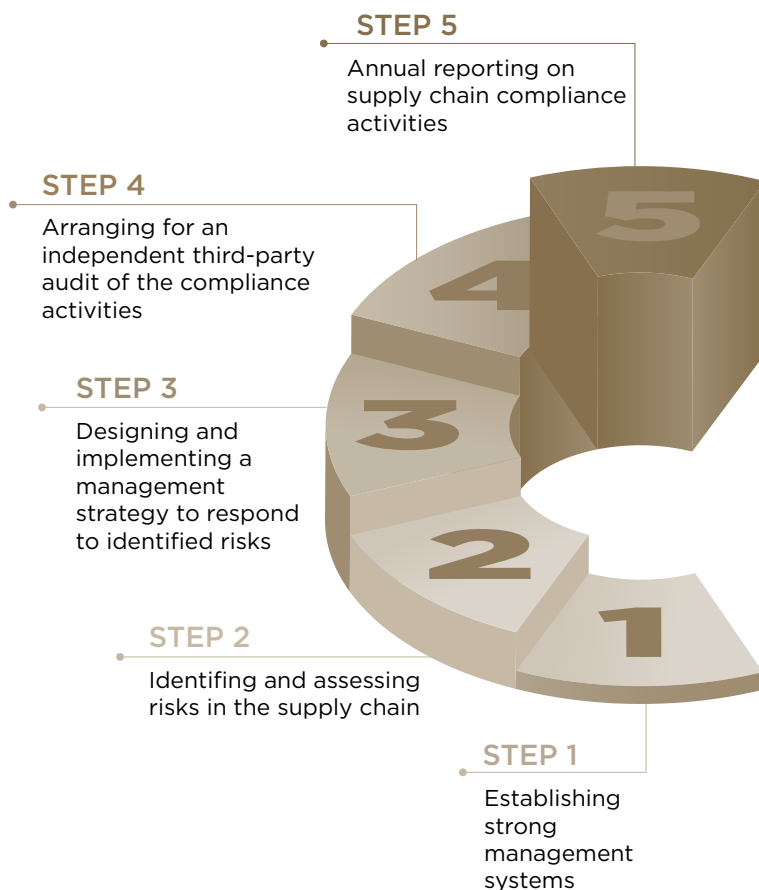 STEP 5
Annual reporting on
supply chain compliance
activities
5
STEP 4
Arranging for an
independent third-party
audit of the compliance
activities
4
STEP 3
Designing and
implementing a
management
strategy to respond
to identified risks
3
2
STEP 2
Identifing and assessing
risks in the supply chain
1
STEP 1
Establishing
strong
management
systems